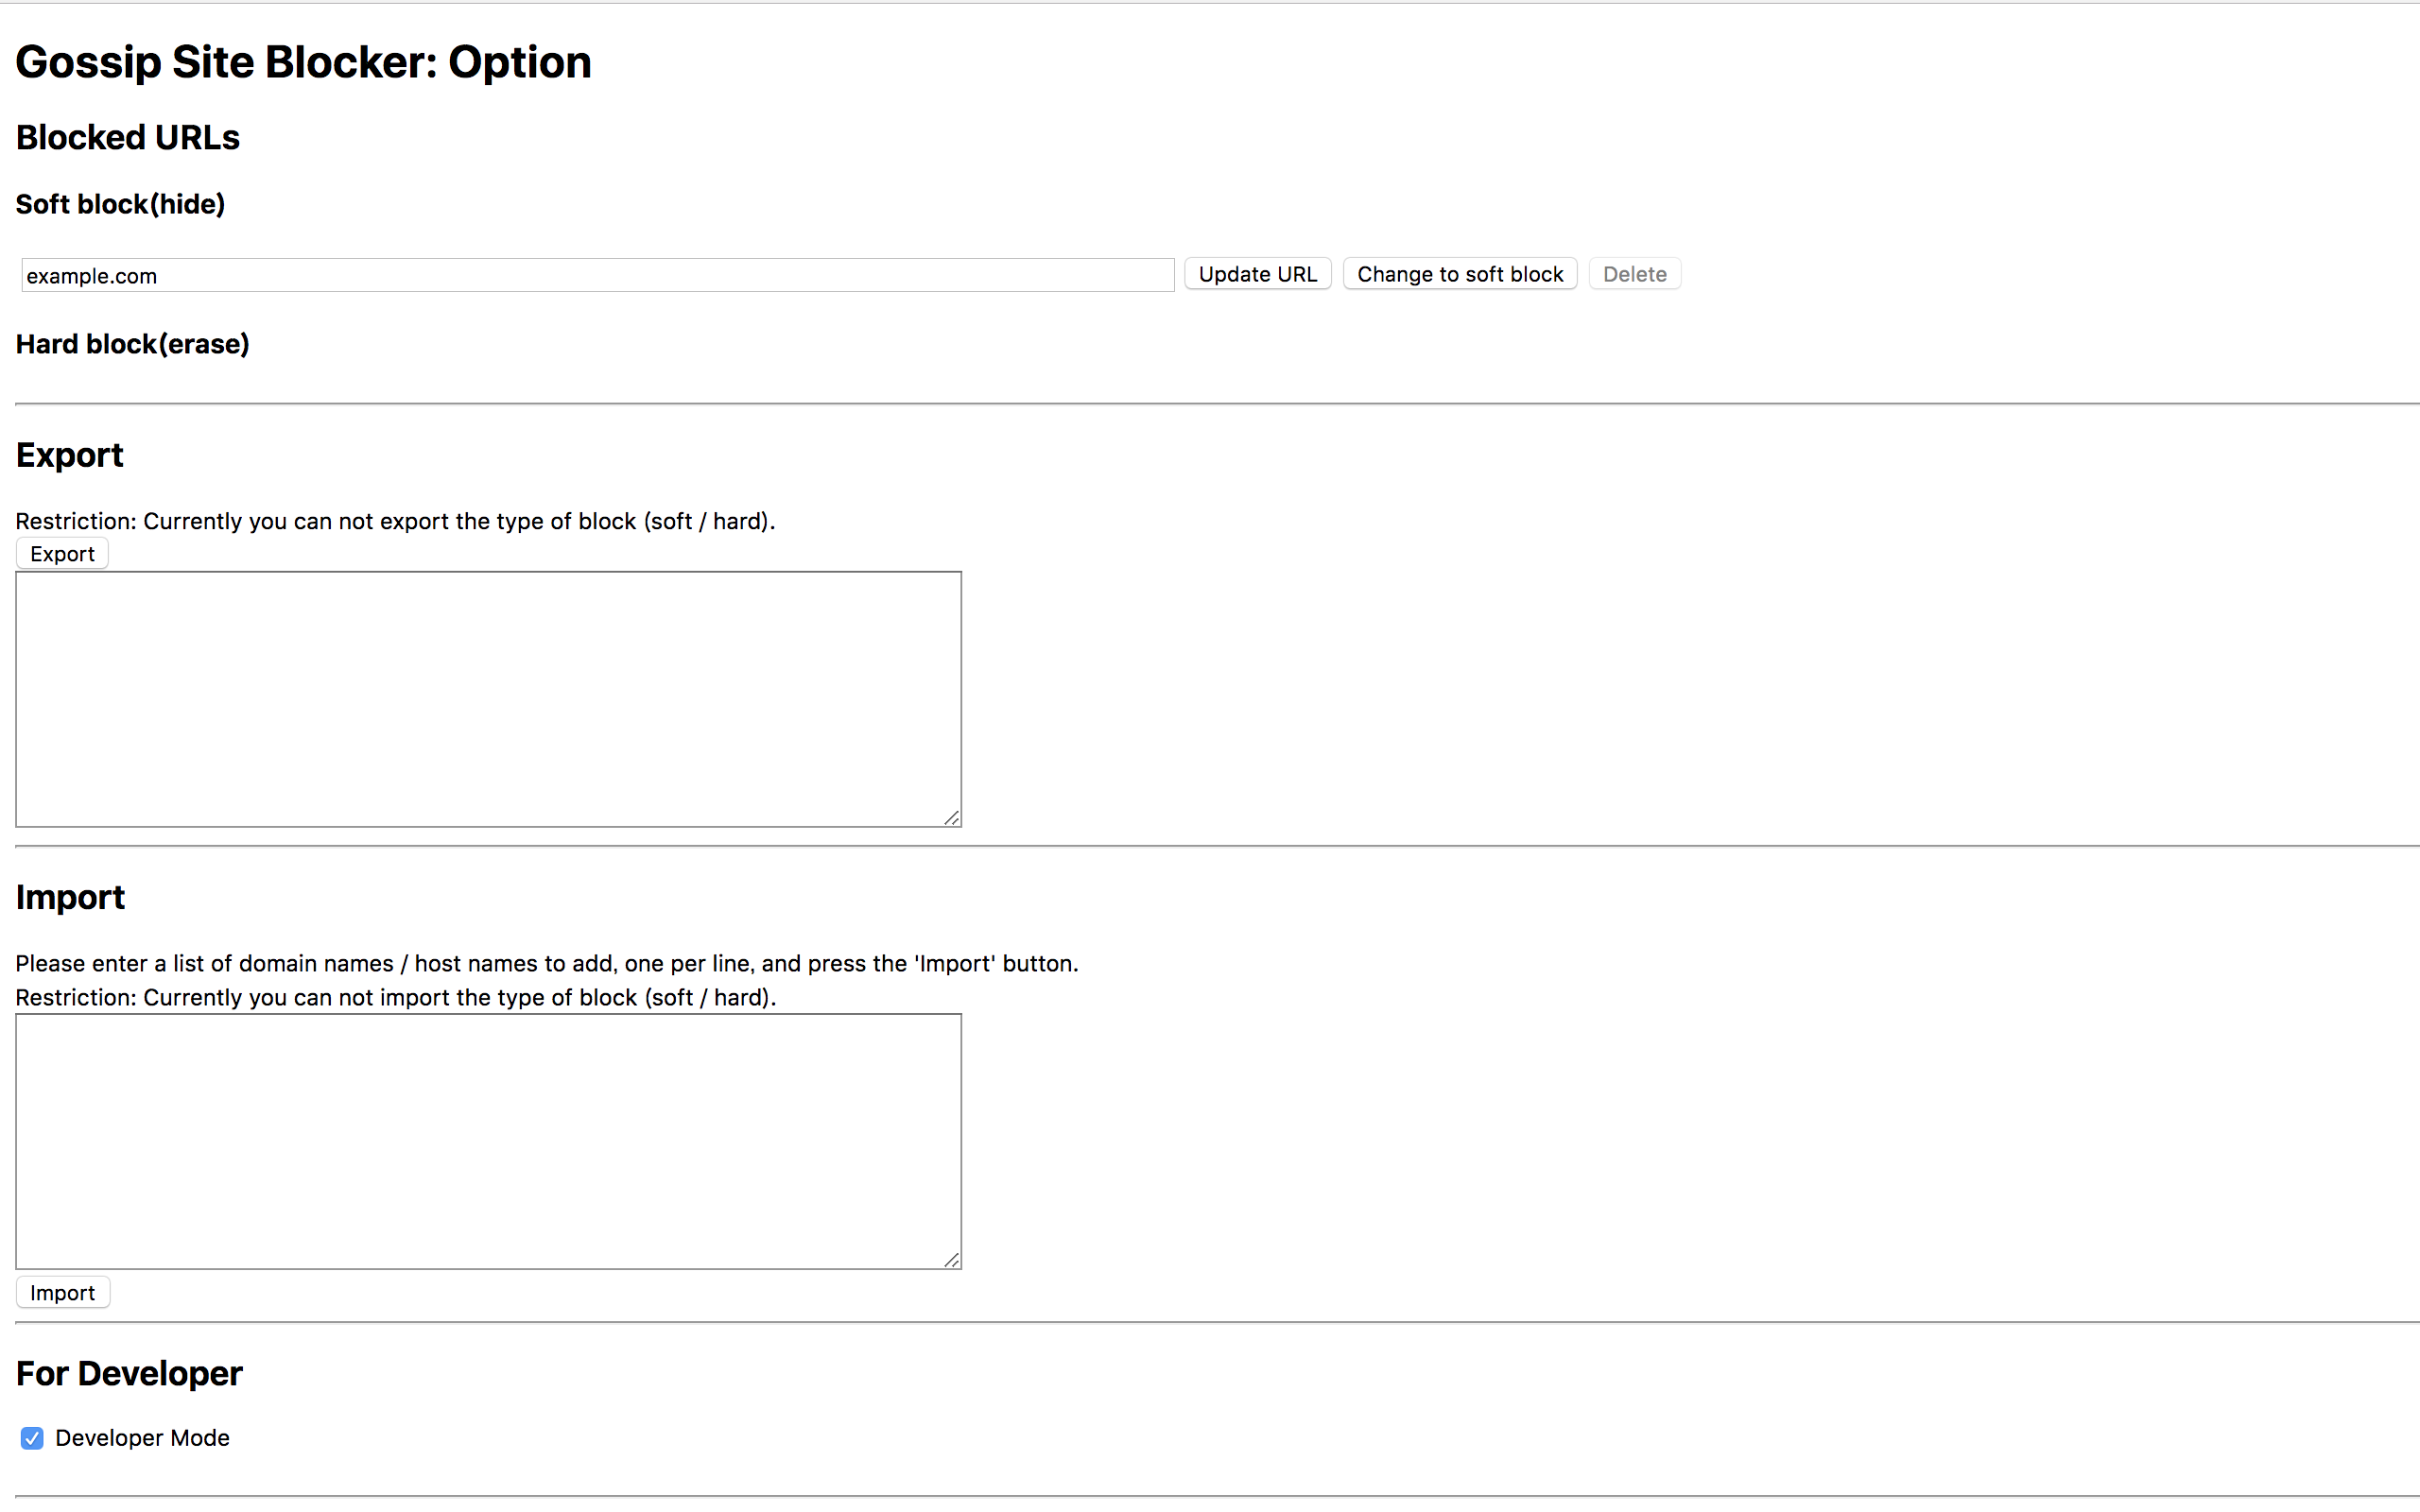 Gossip Site Blocker: Option
Blocked URLs
Soft block(hide)
example.com Update URL Change to soft block Delete
Hard block(erase)
Export
Restriction: Currently you can not export the type of block (soft / hard).
Export
Import
Please enter a list of domain names / host names to add, one per line, and press the 'Import' button.
Restriction: Currently you can not import the type of block (soft / hard).
Import
For Developer
Developer Mode